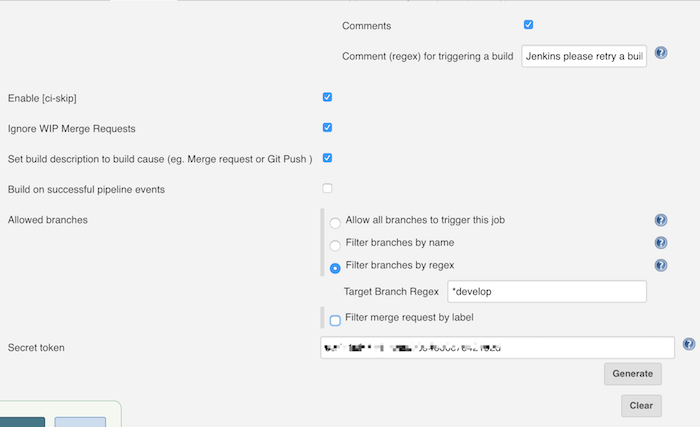 Comments
Comment (regex) for triggering a build Jenkins please retry a buil
Enable [ci-skip]
Ignore WIP Merge Requests
Set build description to build cause (eg. Merge request or Git Push )
Build on successful pipeline events
Allowed branches
Allow all branches to trigger this job
Filter branches by name
Filter branches by regex
Target Branch Regex *develop
Filter merge request by label
Secret token
Generate
Clear